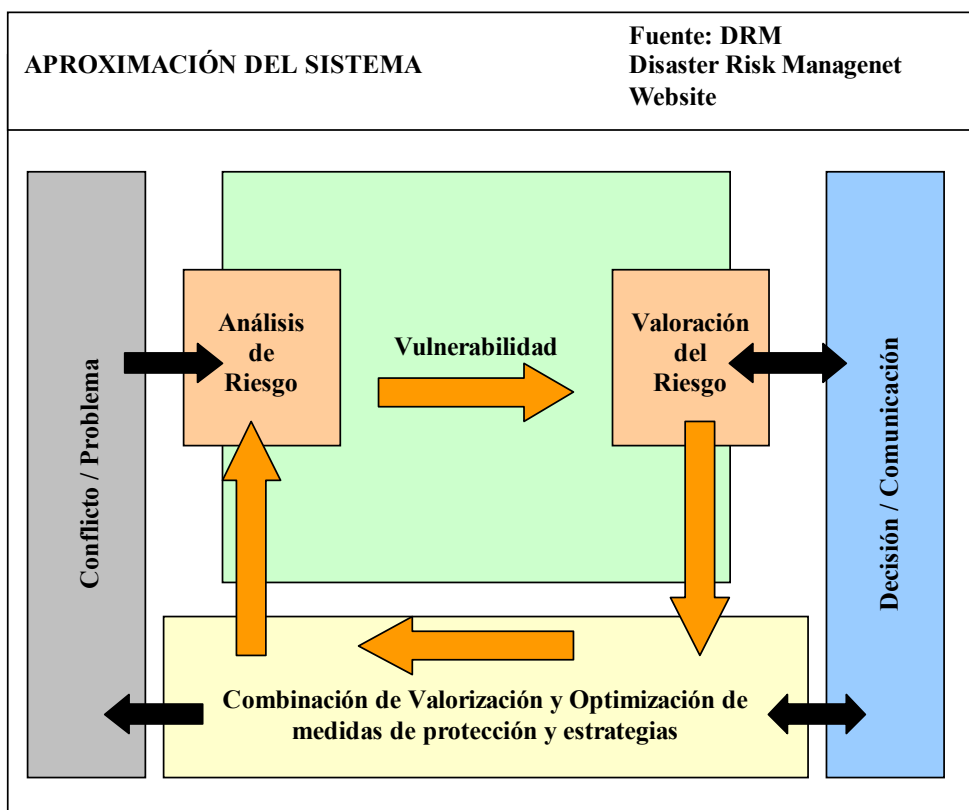 APROXIMACIÓN DEL SISTEMA
Fuente: DRM
Disaster Risk Managenet
Website
Conflicto / Problema
Análisis
de
Riesgo
Vulnerabilidad
Valoración
del
Riesgo
Decisión / Comunicación
Combinación de Valorización y Optimización de
medidas de protección y estrategias